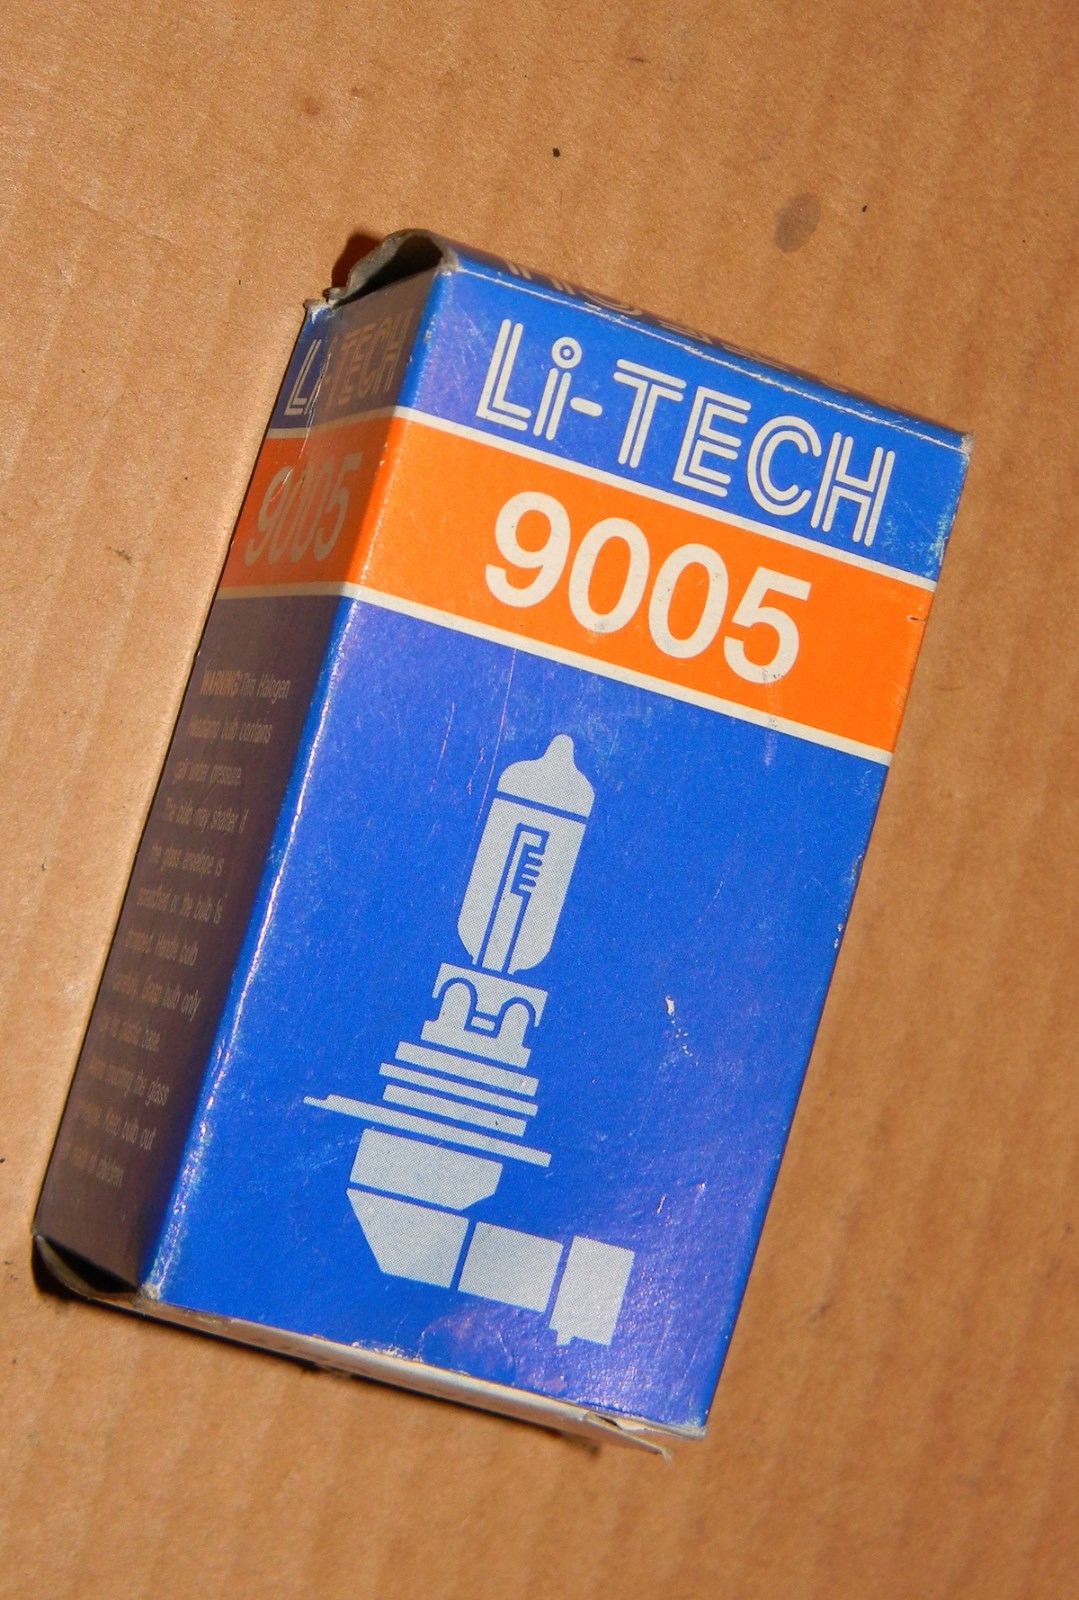 Li-TECH
9005
Li-TECH
9005
WARNING: This Halogen
Headlamp bulb contains
gas under pressure.
The bulb may shatter if
the glass envelope is
scratched or the bulb is
dropped. Handle bulb
carefully. Grasp bulb only
by its plastic base.
Avoid touching the glass
envelope. Keep bulb out
reach of children.